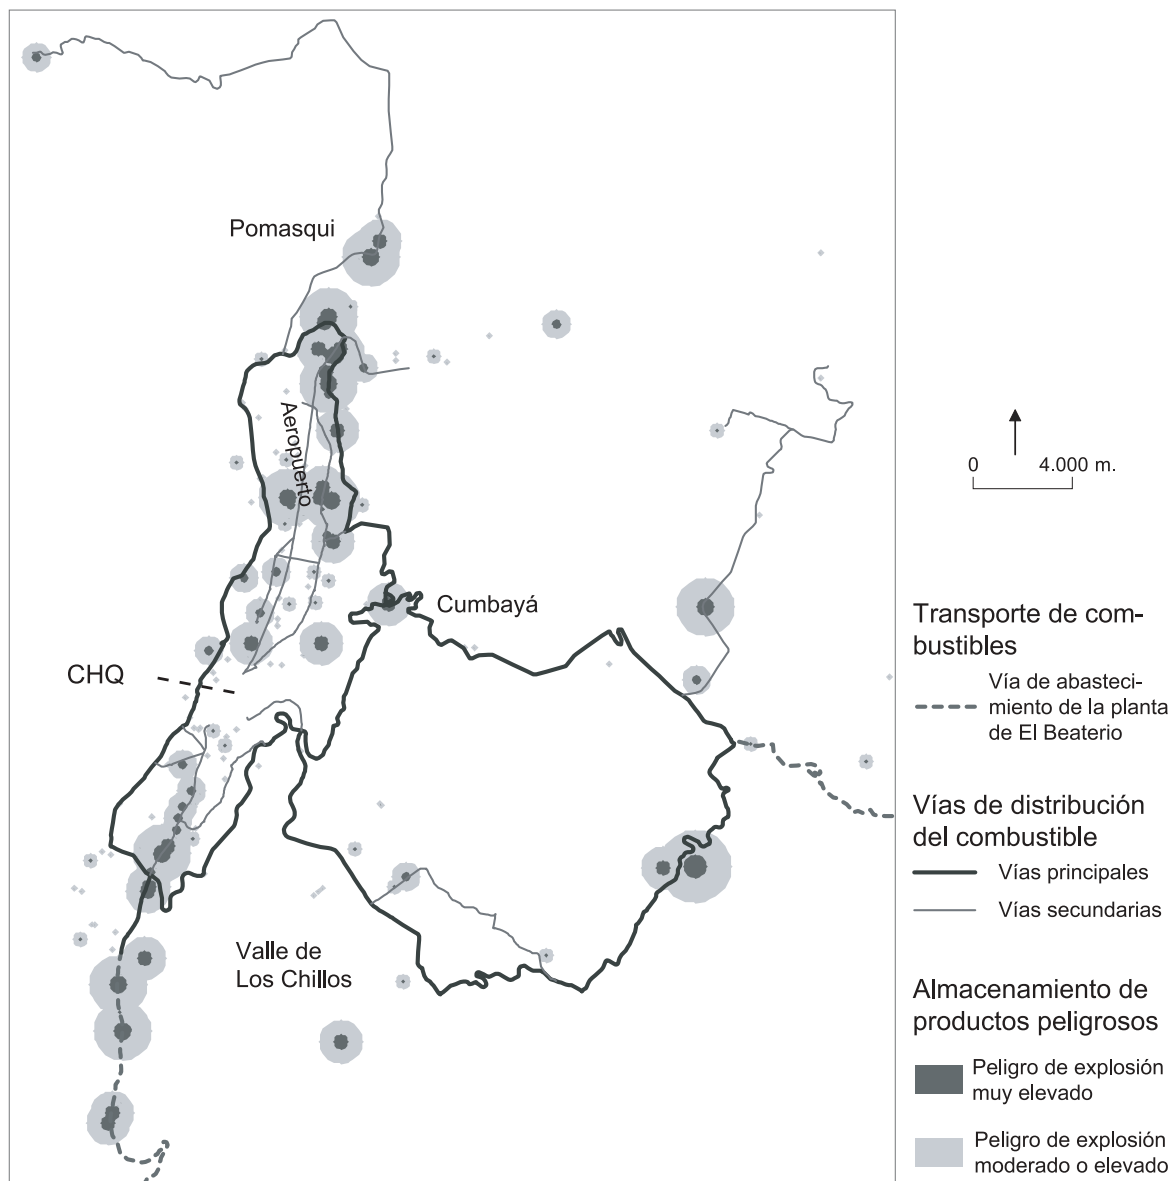 Pomasqui
Aeropuerto
Cumbayá
CHQ
Valle de
Los Chillos
0 4.000 m.
Transporte de com-
bustibles
Vía de abasteci-
miento de la planta
de El Beaterio
Vías de distribución
del combustible
Vías principales
Vías secundarias
Almacenamiento de
productos peligrosos
Peligro de explosión
muy elevado
Peligro de explosión
moderado o elevado